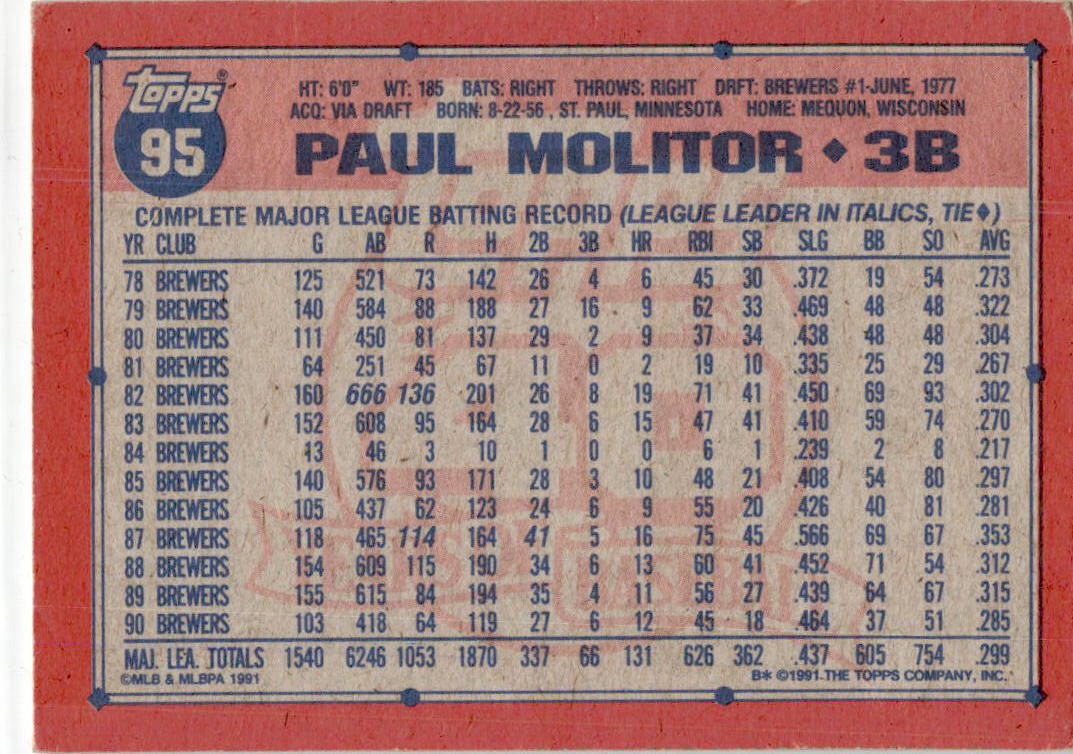 Topps®
95
HT: 6'0" WT: 185 BATS: RIGHT THROWS: RIGHT DRFT: BREWERS #1-JUNE, 1977
ACQ: VIA DRAFT BORN: 8-22-56 , ST. PAUL, MINNESOTA HOME: MEQUON, WISCONSIN
PAUL MOLITOR ◆ 3B
COMPLETE MAJOR LEAGUE BATTING RECORD (LEAGUE LEADER IN ITALICS, TIE◆)
YR CLUB G AB R H 2B 3B HR RBI SB SLG BB SO AVG
78 BREWERS 125 521 73 142 26 4 6 45 30 .372 19 54 .273
79 BREWERS 140 584 88 188 27 16 9 62 33 .469 48 48 .322
80 BREWERS 111 450 81 137 29 2 9 37 34 .438 48 48 .304
81 BREWERS 64 251 45 67 11 0 2 19 10 .335 25 29 .267
82 BREWERS 160 666 136 201 26 8 19 71 41 .450 69 93 .302
83 BREWERS 152 608 95 164 28 6 15 47 41 .410 59 74 .270
84 BREWERS 13 46 3 10 1 0 0 6 1 .239 2 8 .217
85 BREWERS 140 576 93 171 28 3 10 48 21 .408 54 80 .297
86 BREWERS 105 437 62 123 24 6 9 55 20 .426 40 81 .281
87 BREWERS 118 465 114 164 41 5 16 75 45 .566 69 67 .353
88 BREWERS 154 609 115 190 34 6 13 60 41 .452 71 54 .312
89 BREWERS 155 615 84 194 35 4 11 56 27 .439 64 67 .315
90 BREWERS 103 418 64 119 27 6 12 45 18 .464 37 51 .285
MAJ. LEA. TOTALS 1540 6246 1053 1870 337 66 131 626 362 .437 605 754 .299
©MLB & MLBPA 1991 B* ©1991 THE TOPPS COMPANY, INC.